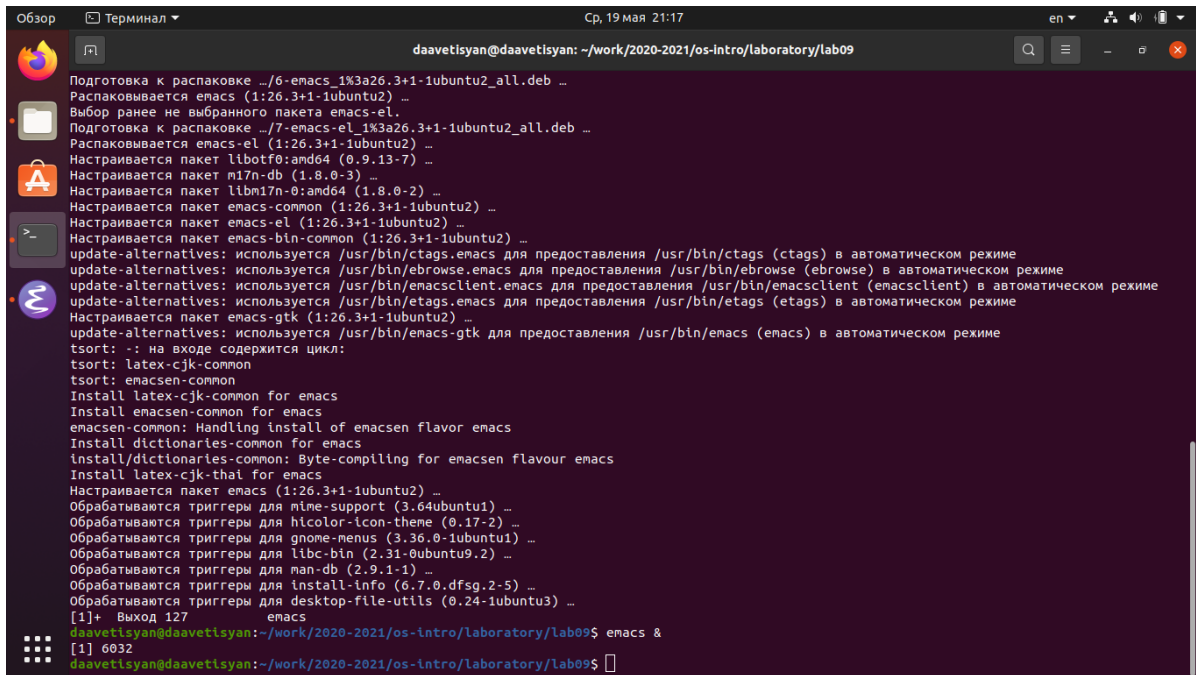 Обзор
Терминал
Ср, 19 мая 21:17
en
daavetisyan@daavetisyan: ~/work/2020-2021/os-intro/laboratory/lab09
Подготовка к распаковке …/6-emacs_1%3a26.3+1-1ubuntu2_all.deb …
Распаковывается emacs (1:26.3+1-1ubuntu2) …
Выбор ранее не выбранного пакета emacs-el.
Подготовка к распаковке …/7-emacs-el_1%3a26.3+1-1ubuntu2_all.deb …
Распаковывается emacs-el (1:26.3+1-1ubuntu2) …
Настраивается пакет libotf0:amd64 (0.9.13-7) …
Настраивается пакет m17n-db (1.8.0-3) …
Настраивается пакет libm17n-0:amd64 (1.8.0-2) …
Настраивается пакет emacs-common (1:26.3+1-1ubuntu2) …
Настраивается пакет emacs-el (1:26.3+1-1ubuntu2) …
Настраивается пакет emacs-bin-common (1:26.3+1-1ubuntu2) …
update-alternatives: используется /usr/bin/ctags.emacs для предоставления /usr/bin/ctags (ctags) в автоматическом режиме
update-alternatives: используется /usr/bin/ebrowse.emacs для предоставления /usr/bin/ebrowse (ebrowse) в автоматическом режиме
update-alternatives: используется /usr/bin/emacsclient.emacs для предоставления /usr/bin/emacsclient (emacsclient) в автоматическом режиме
update-alternatives: используется /usr/bin/etags.emacs для предоставления /usr/bin/etags (etags) в автоматическом режиме
Настраивается пакет emacs-gtk (1:26.3+1-1ubuntu2) …
update-alternatives: используется /usr/bin/emacs-gtk для предоставления /usr/bin/emacs (emacs) в автоматическом режиме
tsort: -: на входе содержится цикл:
tsort: latex-cjk-common
tsort: emacsen-common
Install latex-cjk-common for emacs
Install emacsen-common for emacs
emacsen-common: Handling install of emacsen flavor emacs
Install dictionaries-common for emacs
install/dictionaries-common: Byte-compiling for emacsen flavour emacs
Install latex-cjk-thai for emacs
Настраивается пакет emacs (1:26.3+1-1ubuntu2) …
Обрабатываются триггеры для mime-support (3.64ubuntu1) …
Обрабатываются триггеры для hicolor-icon-theme (0.17-2) …
Обрабатываются триггеры для gnome-menus (3.36.0-1ubuntu1) …
Обрабатываются триггеры для libc-bin (2.31-0ubuntu9.2) …
Обрабатываются триггеры для man-db (2.9.1-1) …
Обрабатываются триггеры для install-info (6.7.0.dfsg.2-5) …
Обрабатываются триггеры для desktop-file-utils (0.24-1ubuntu3) …
[1]+  Выход 127          emacs
daavetisyan@daavetisyan:~/work/2020-2021/os-intro/laboratory/lab09$ emacs &
[1] 6032
daavetisyan@daavetisyan:~/work/2020-2021/os-intro/laboratory/lab09$